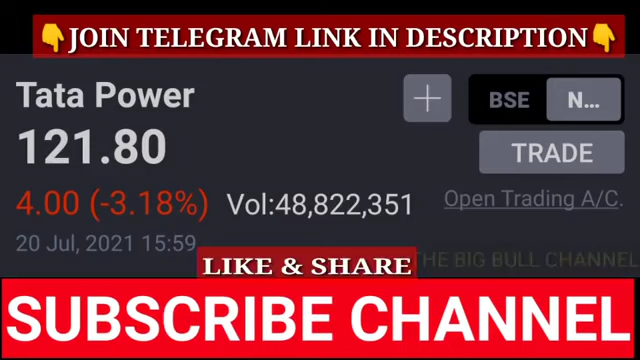 👇JOIN TELEGRAM LINK IN DESCRIPTION👇
Tata Power
BSE N...
121.80
TRADE
4.00 (-3.18%) Vol:48,822,351
Open Trading A/C.
20 Jul, 2021 15:59
LIKE & SHARE
THE BIG BULL CHANNEL
SUBSCRIBE CHANNEL